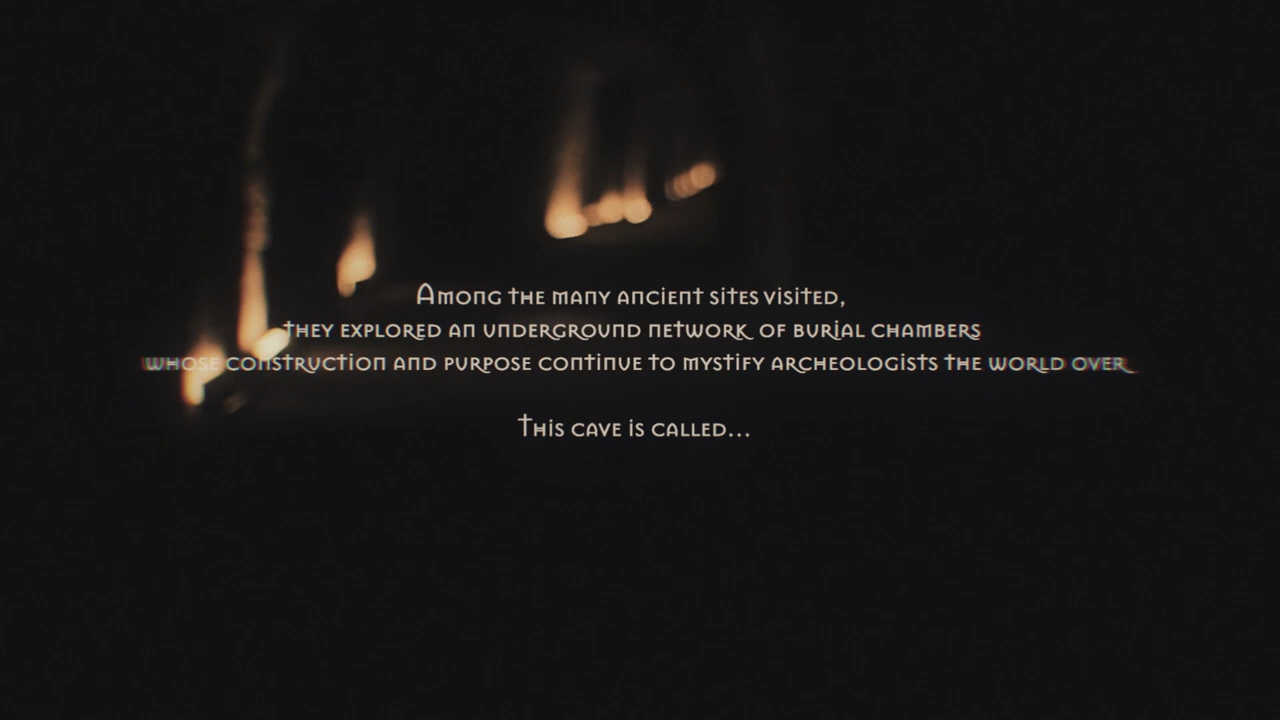 Among the many ancient sites visited,
they explored an underground network of burial chambers
whose construction and purpose continue to mystify archeologists the world over
This cave is called...